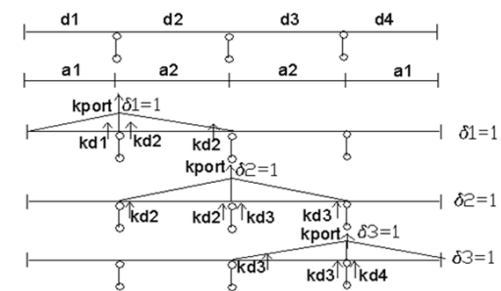 d1 d2 d3 d4
a1 a2 a2 a1
kport δ1=1
kd1 kd2 kd2 δ1=1
kport δ2=1
kd2 kd2 kd3 kd3 δ2=1
kport δ3=1
kd3 kd3 kd4 δ3=1